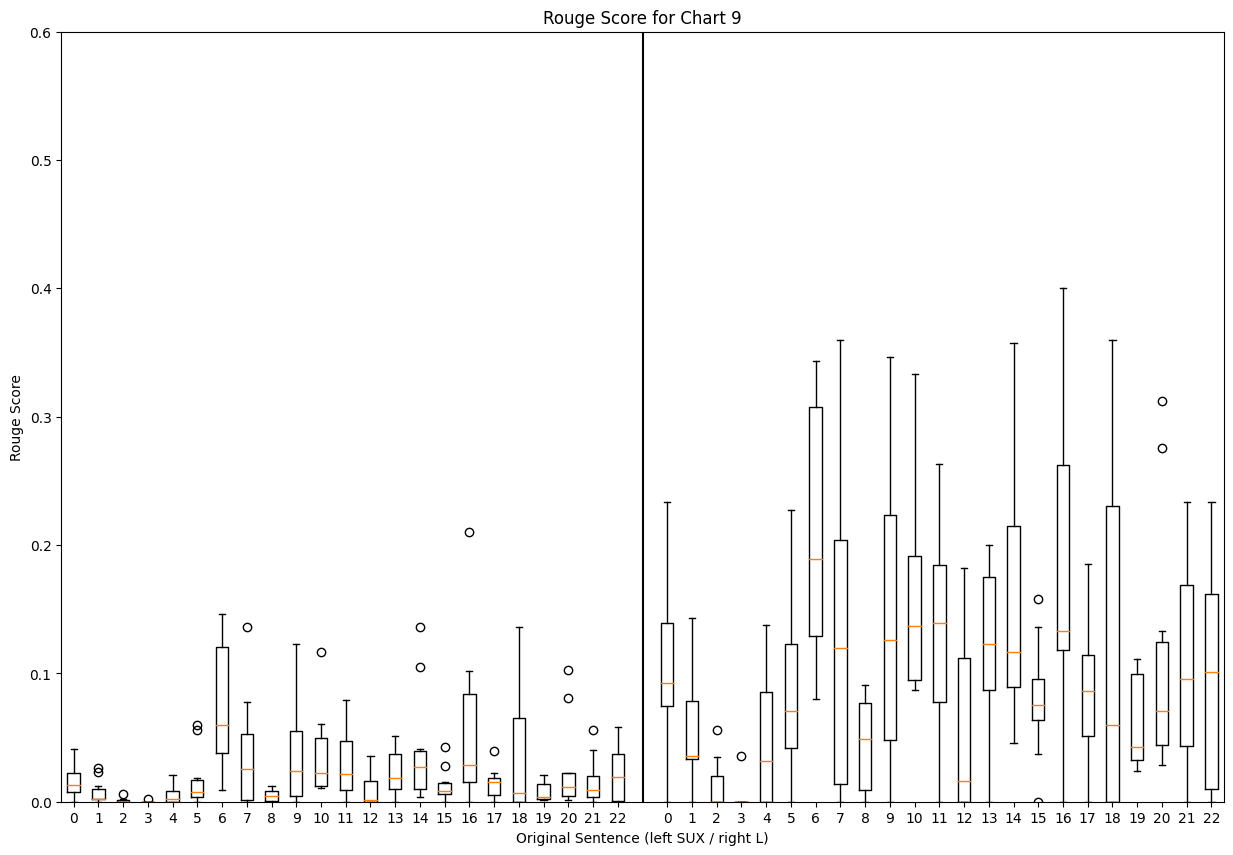 Rouge Score for Chart 9
0.6
0.5
0.4
0.3
0.2
0.1
0.0
Rouge Score
0 1 2 3 4 5 6 7 8 9 10 11 12 13 14 15 16 17 18 19 20 21 22 0 1 2 3 4 5 6 7 8 9 10 11 12 13 14 15 16 17 18 19 20 21 22
Original Sentence (left SUX / right L)